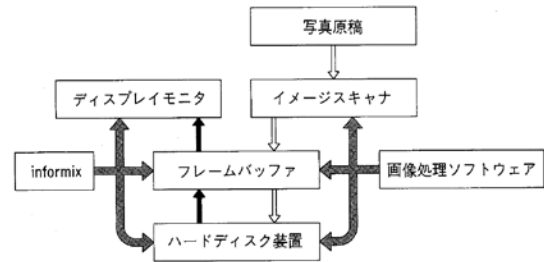 写真原稿
ディスプレイモニタ
イメージスキャナ
informix
フレームバッファ
画像処理ソフトウェア
ハードディスク装置